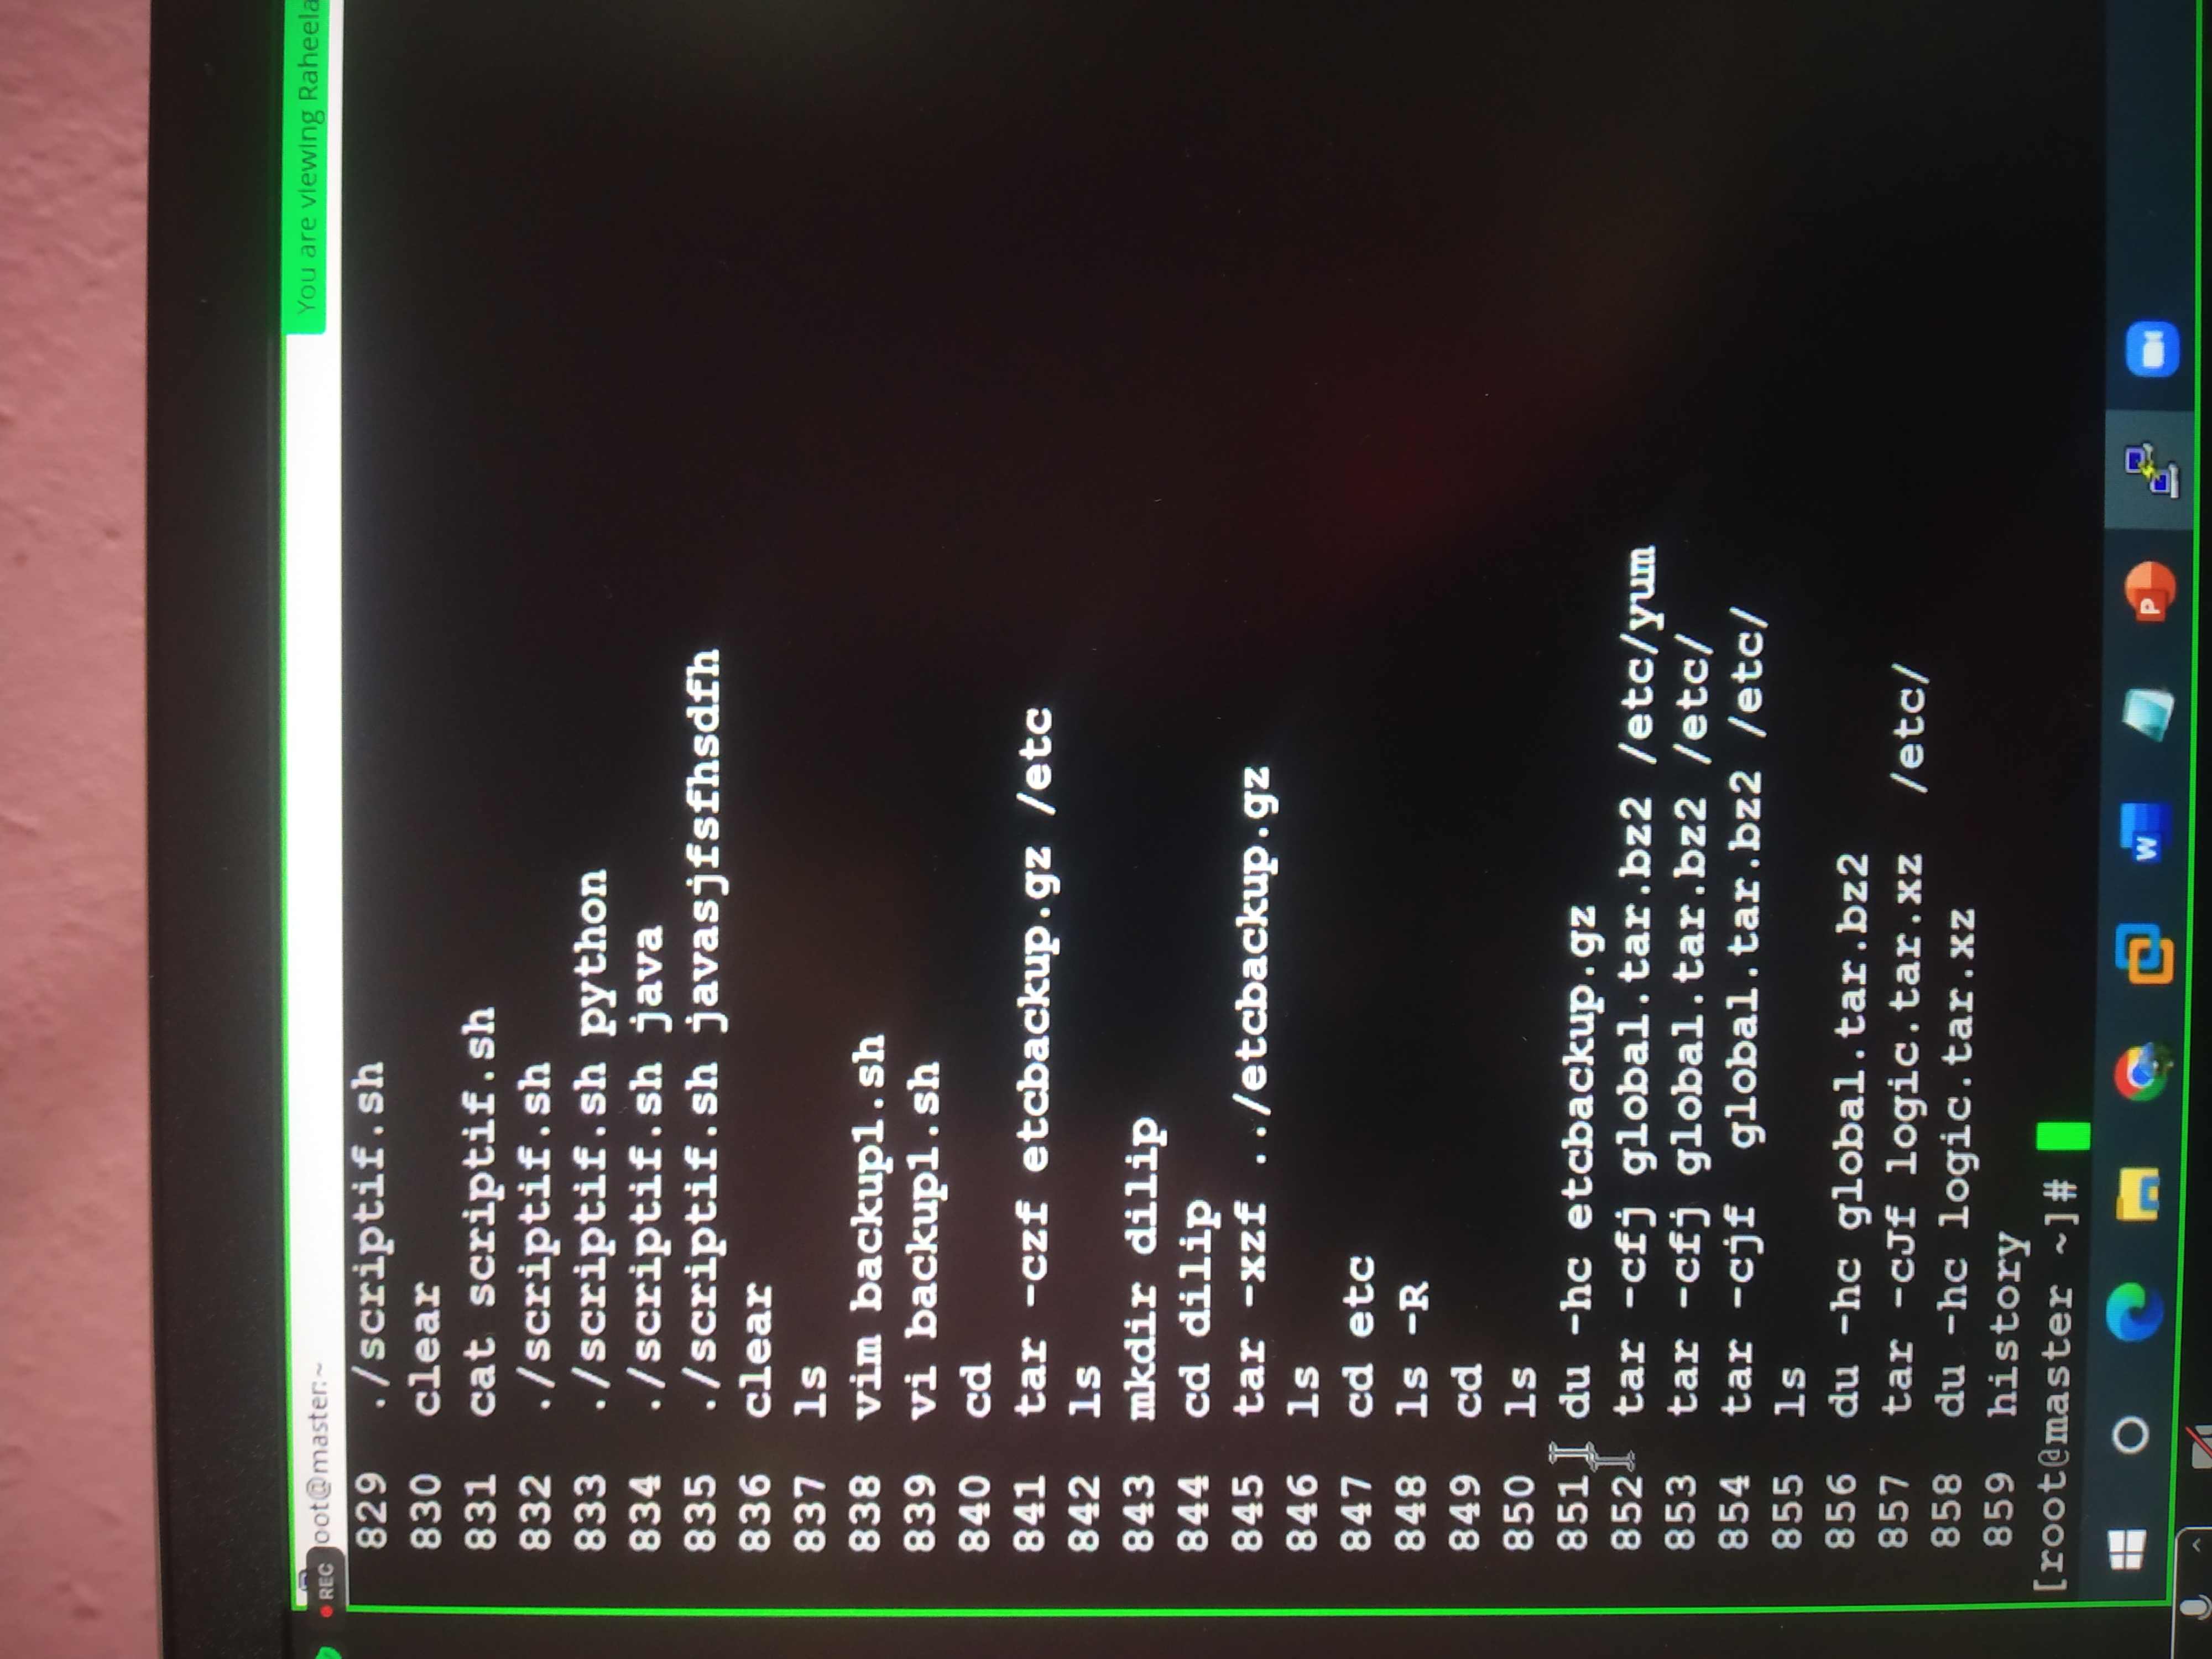 REC
oot@master:~
You are viewing Raheela
829 ./scriptif.sh
830 clear
831 cat scriptif.sh
832 ./scriptif.sh
833 ./scriptif.sh python
834 ./scriptif.sh java
835 ./scriptif.sh javasjfsfhsdfh
836 clear
837 ls
838 vim backup1.sh
839 vi backup1.sh
840 cd
841 tar -czf etcbackup.gz /etc
842 ls
843 mkdir dilip
844 cd dilip
845 tar -xzf ../etcbackup.gz
846 ls
847 cd etc
848 ls -R
849 cd
850 ls
851 du -hc etcbackup.gz
852 tar -cfj global.tar.bz2 /etc/yum
853 tar -cfj global.tar.bz2 /etc/
854 tar -cjf  global.tar.bz2 /etc/
855 ls
856 du -hc global.tar.bz2
857 tar -cJf logic.tar.xz  /etc/
858 du -hc logic.tar.xz
859 history
[root@master ~]#
W
P